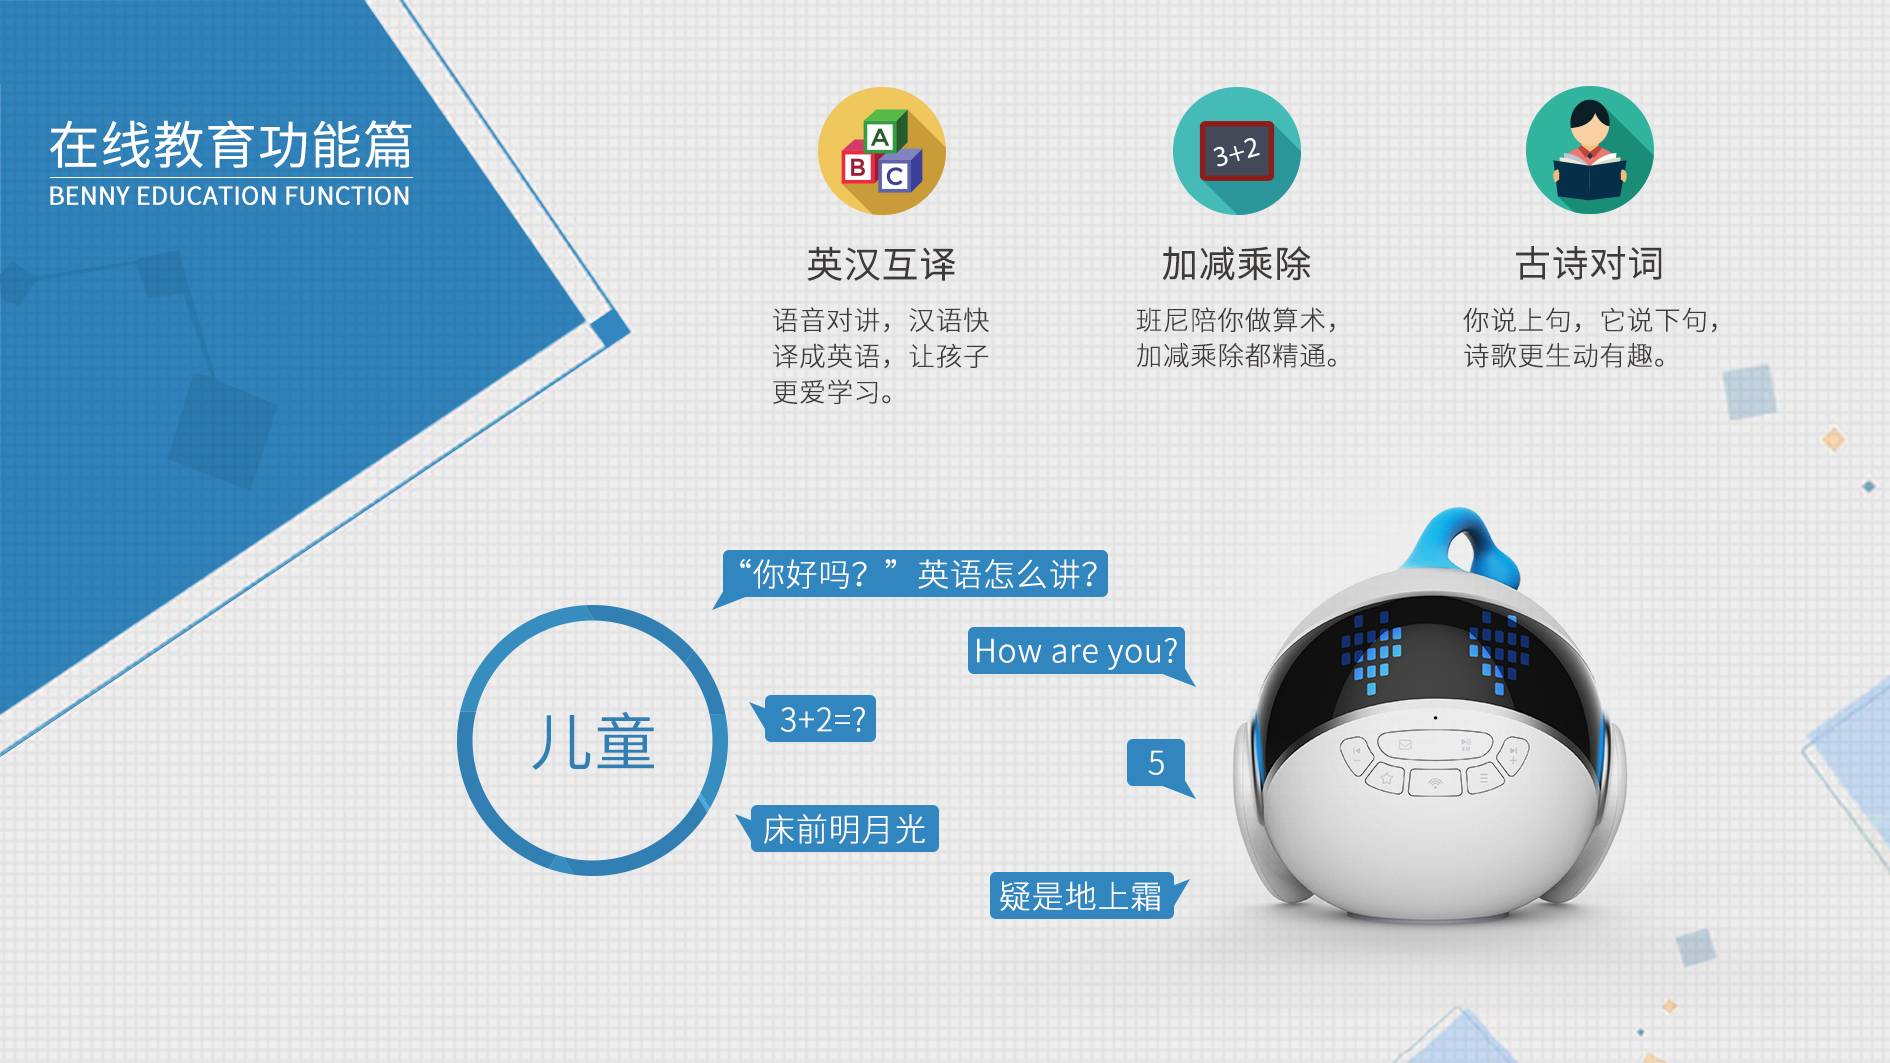 在线教育功能篇
BENNY EDUCATION FUNCTION
A
B
C
英汉互译
语音对讲，汉语快
译成英语，让孩子
更爱学习。
3+2
加减乘除
班尼陪你做算术，
加减乘除都精通。
古诗对词
你说上句，它说下句，
诗歌更生动有趣。
“你好吗？”英语怎么讲？
How are you?
3+2=?
儿童
5
床前明月光
疑是地上霜